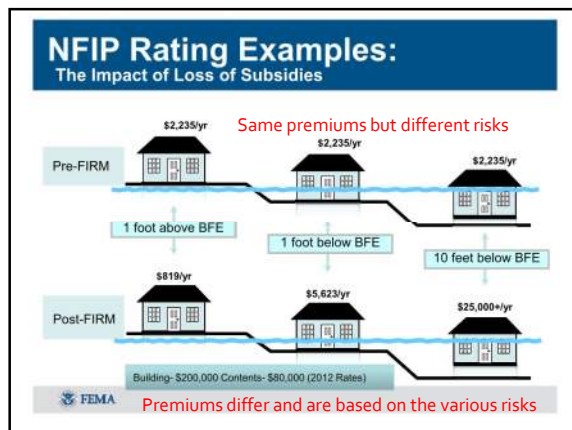 NFIP Rating Examples:
The Impact of Loss of Subsidies
Same premiums but different risks
$2,235/yr
$2,235/yr
$2,235/yr
Pre-FIRM
1 foot above BFE
1 foot below BFE
10 feet below BFE
$819/yr
$5,623/yr
$25,000+/yr
Post-FIRM
Building- $200,000 Contents- $80,000 (2012 Rates)
FEMA
Premiums differ and are based on the various risks